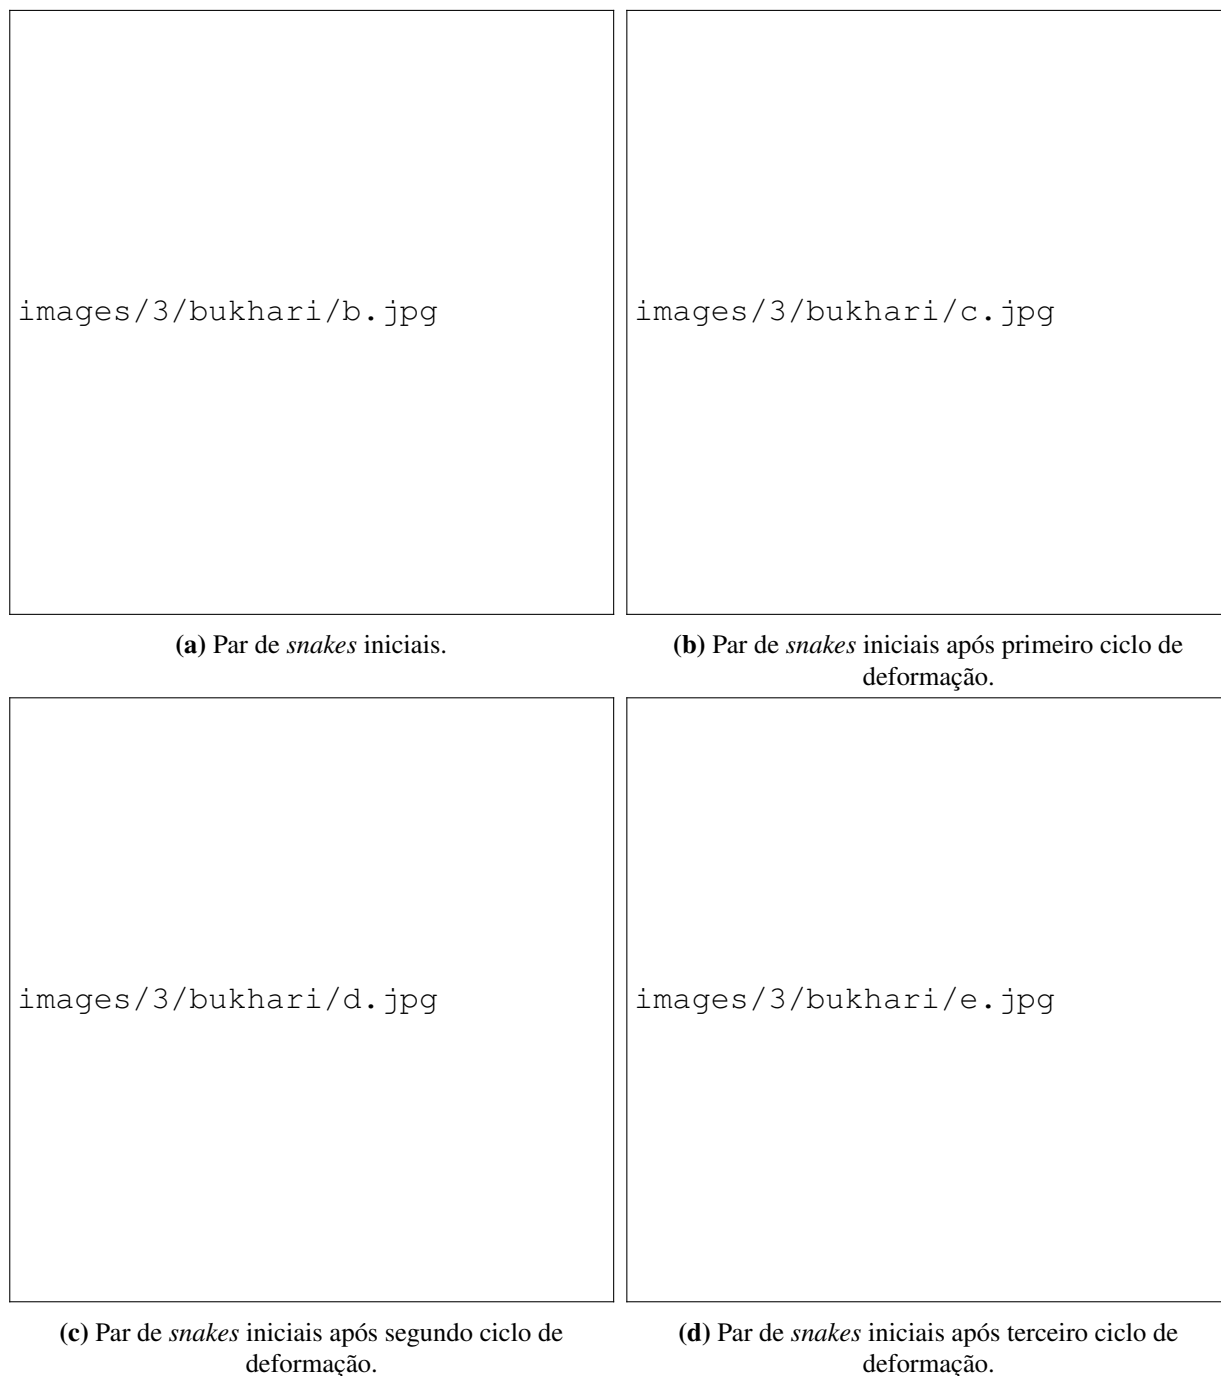 images/3/bukhari/b.jpg
images/3/bukhari/c.jpg
(a) Par de snakes iniciais.
(b) Par de snakes iniciais após primeiro ciclo de
deformação.
images/3/bukhari/d.jpg
images/3/bukhari/e.jpg
(c) Par de snakes iniciais após segundo ciclo de
deformação.
(d) Par de snakes iniciais após terceiro ciclo de
deformação.